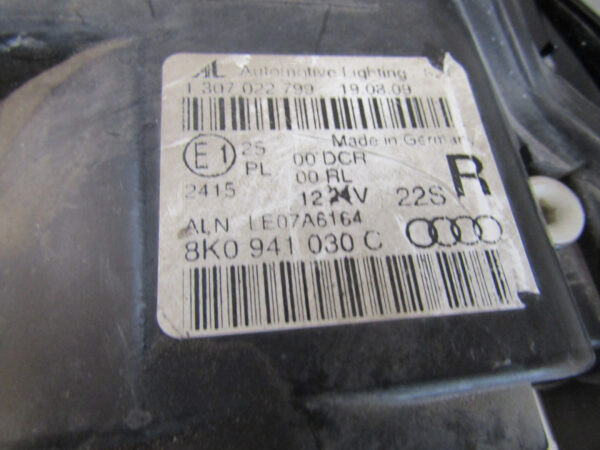 AL Automotive Lighting
1 307 022 799 19.08.09
Made in German
E1 25 00 DCR
PL 00 RL R
2415 12 V 22S
ALN LE07A6164
8K0 941 030 C